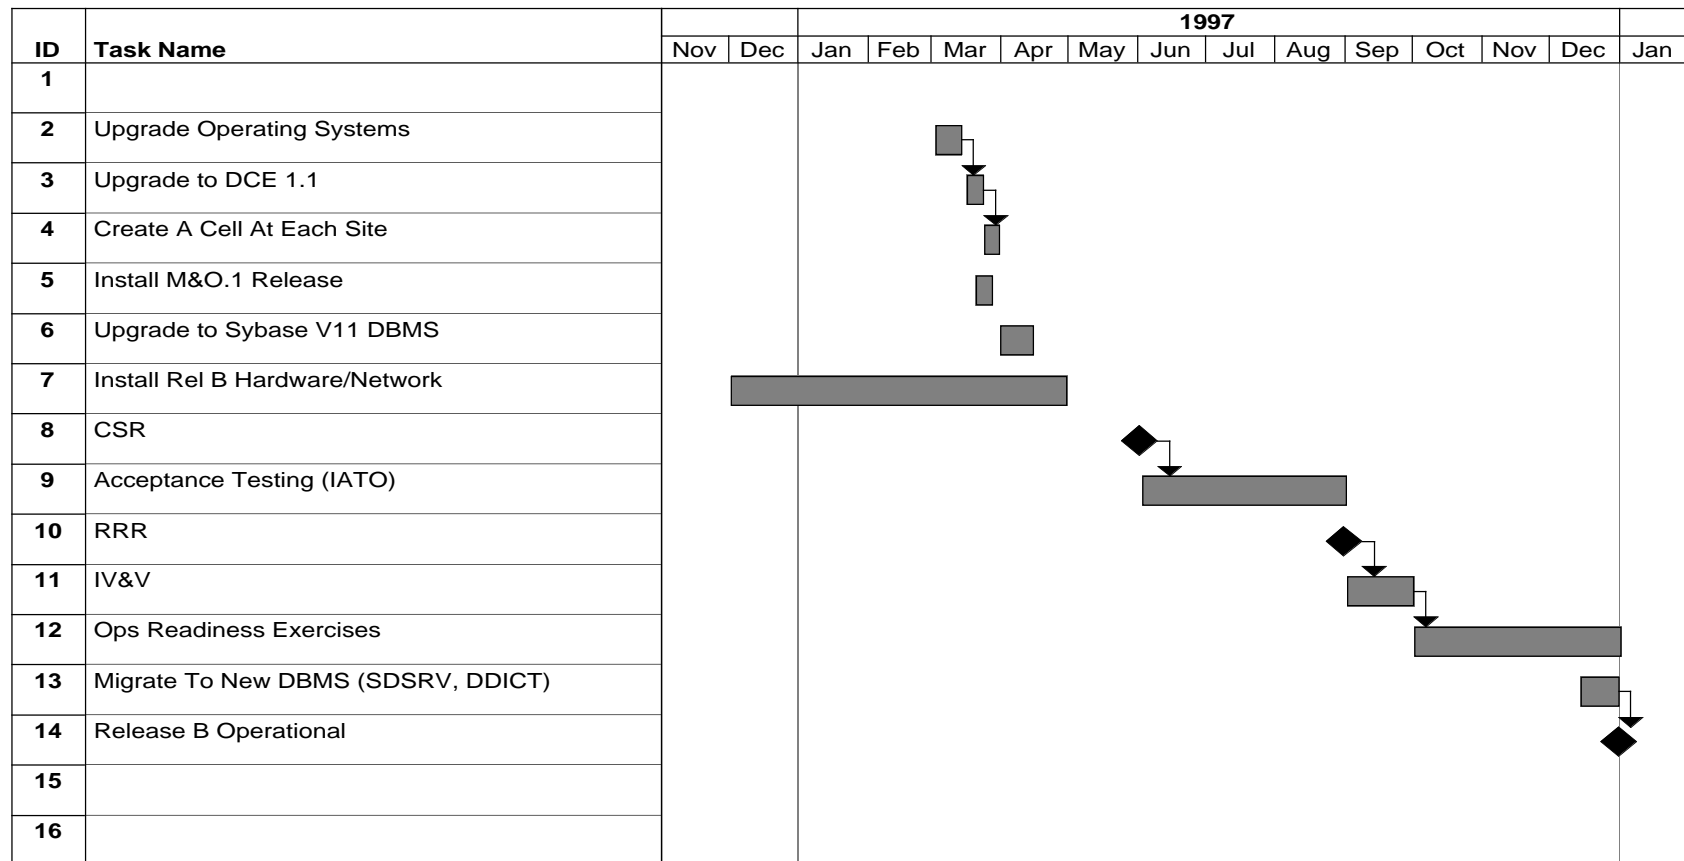 1997
ID Task Name Nov Dec Jan Feb Mar Apr May Jun Jul Aug Sep Oct Nov Dec Jan
1
2 Upgrade Operating Systems
3 Upgrade to DCE 1.1
4 Create A Cell At Each Site
5 Install M&O.1 Release
6 Upgrade to Sybase V11 DBMS
7 Install Rel B Hardware/Network
8 CSR
9 Acceptance Testing (IATO)
10 RRR
11 IV&V
12 Ops Readiness Exercises
13 Migrate To New DBMS (SDSRV, DDICT)
14 Release B Operational
15
16